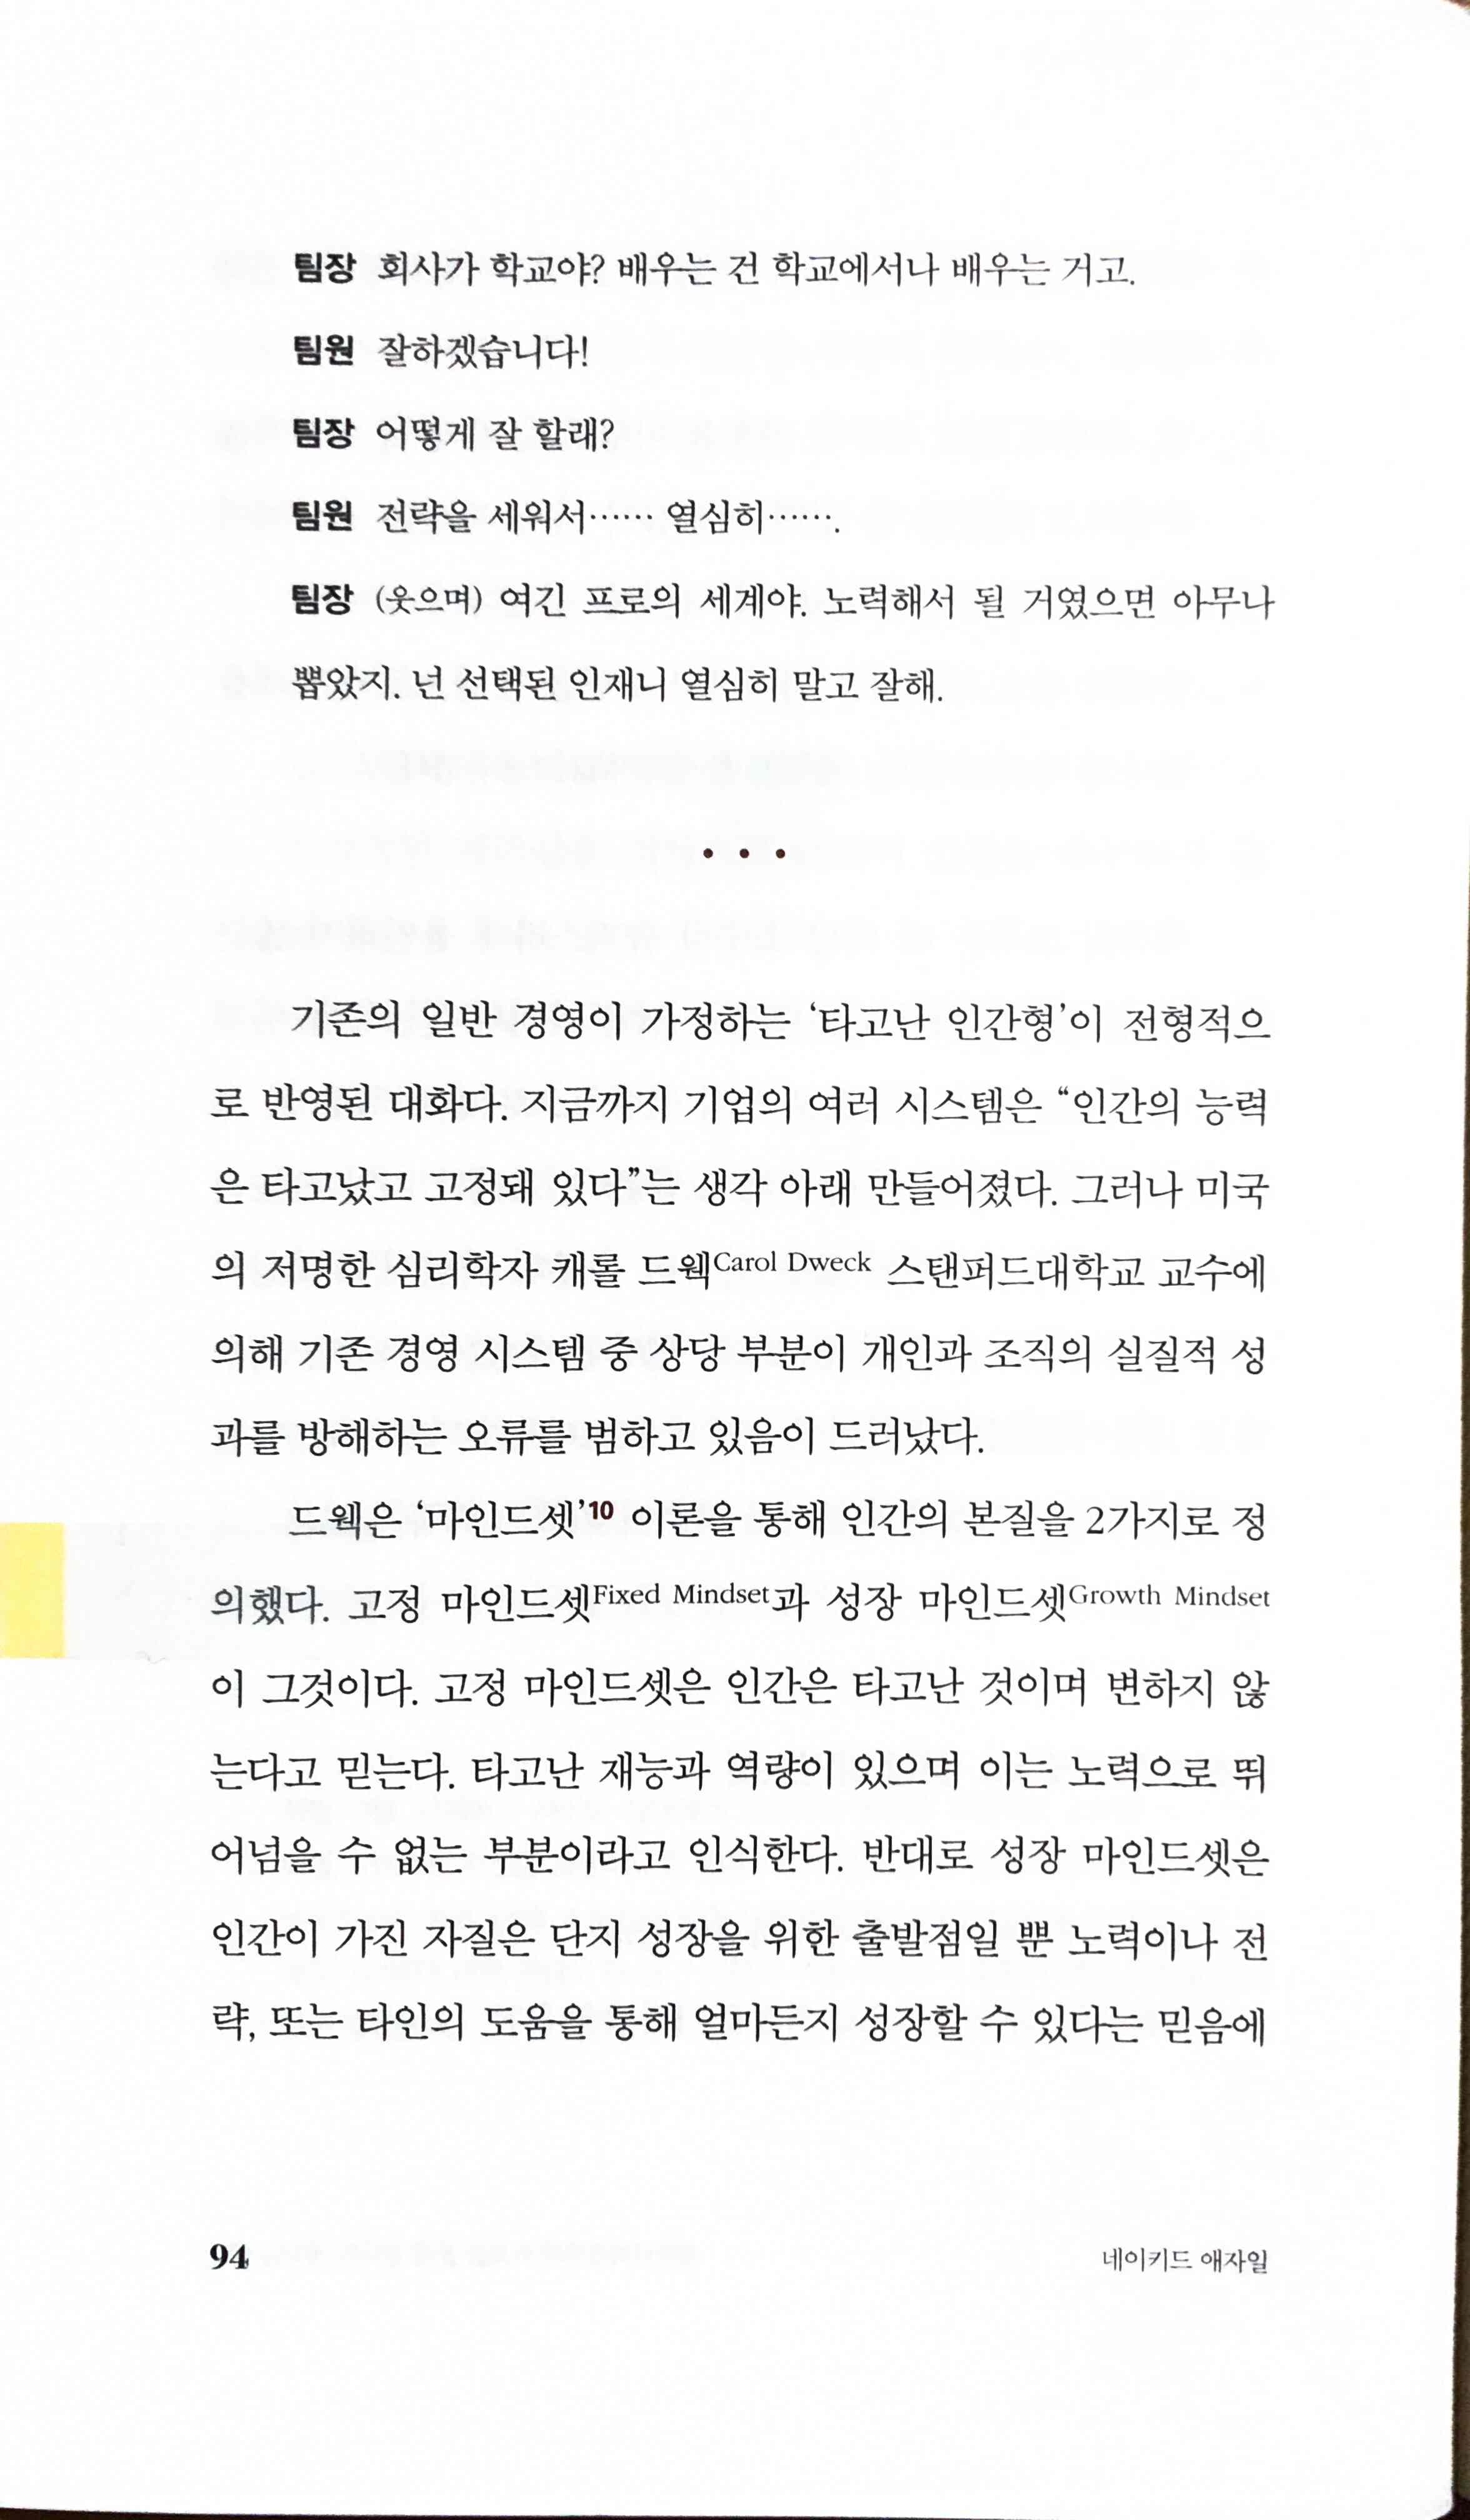 팀장 회사가 학교야? 배우는 건 학교에서나 배우는 거고.
팀원 잘하겠습니다!
팀장 어떻게 잘 할래?
팀원 전략을 세워서…… 열심히…….
팀장 (웃으며) 여긴 프로의 세계야. 노력해서 될 거였으면 아무나
뽑았지. 넌 선택된 인재니 열심히 말고 잘해.
• • •
기존의 일반 경영이 가정하는 ‘타고난 인간형’이 전형적으
로 반영된 대화다. 지금까지 기업의 여러 시스템은 “인간의 능력
은 타고났고 고정돼 있다”는 생각 아래 만들어졌다. 그러나 미국
의 저명한 심리학자 캐롤 드웩Carol Dweck 스탠퍼드대학교 교수에
의해 기존 경영 시스템 중 상당 부분이 개인과 조직의 실질적 성
과를 방해하는 오류를 범하고 있음이 드러났다.
드웩은 ‘마인드셋’10 이론을 통해 인간의 본질을 2가지로 정
의했다. 고정 마인드셋Fixed Mindset과 성장 마인드셋Growth Mindset
이 그것이다. 고정 마인드셋은 인간은 타고난 것이며 변하지 않
는다고 믿는다. 타고난 재능과 역량이 있으며 이는 노력으로 뛰
어넘을 수 없는 부분이라고 인식한다. 반대로 성장 마인드셋은
인간이 가진 자질은 단지 성장을 위한 출발점일 뿐 노력이나 전
략, 또는 타인의 도움을 통해 얼마든지 성장할 수 있다는 믿음에
94
네이키드 애자일